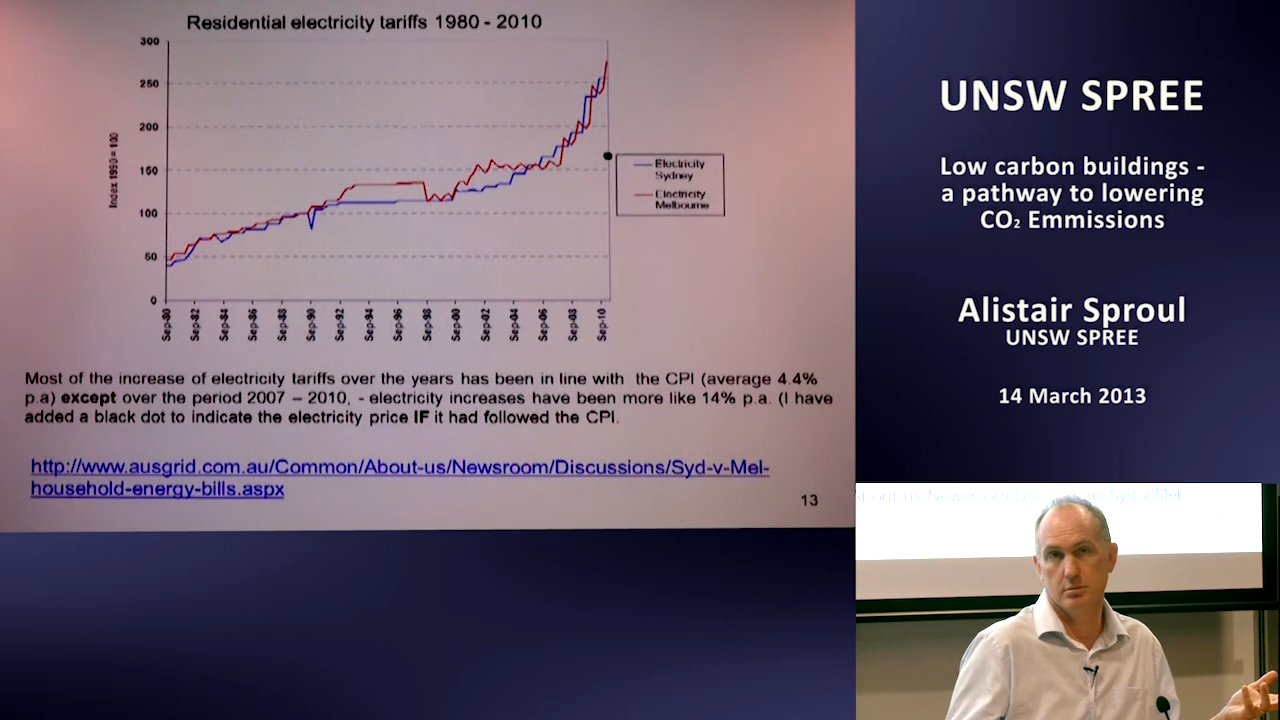 Residential electricity tariffs 1980 - 2010
300
250
200
150
100
50
0
Index 1990 = 100
Sep-80
Sep-82
Sep-84
Sep-86
Sep-88
Sep-90
Sep-92
Sep-94
Sep-96
Sep-98
Sep-00
Sep-02
Sep-04
Sep-06
Sep-08
Sep-10
Electricity
Sydney
Electricity
Melbourne
Most of the increase of electricity tariffs over the years has been in line with the CPI (average 4.4%
p.a) except over the period 2007 – 2010, - electricity increases have been more like 14% p.a. (I have
added a black dot to indicate the electricity price IF it had followed the CPI.
http://www.ausgrid.com.au/Common/About-us/Newsroom/Discussions/Syd-v-Mel-
household-energy-bills.aspx
13
UNSW SPREE
Low carbon buildings -
a pathway to lowering
CO₂ Emmissions
Alistair Sproul
UNSW SPREE
14 March 2013